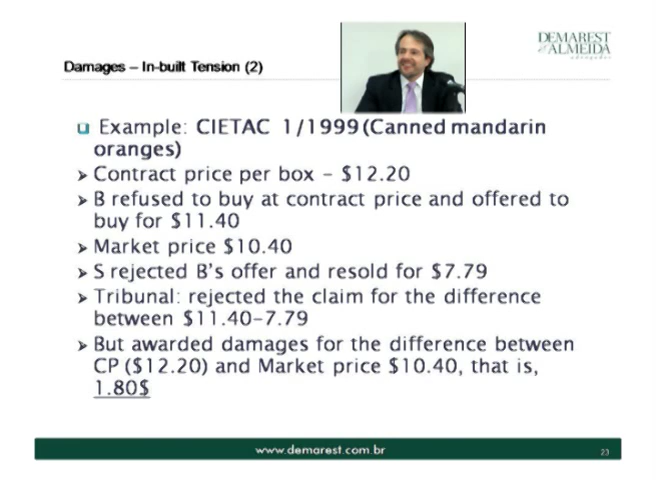 DEMAREST
& ALMEIDA
advogados
Damages – In-built Tension (2)
Example: CIETAC 1/1999 (Canned mandarin
oranges)
Contract price per box – $12.20
B refused to buy at contract price and offered to
buy for $11.40
Market price $10.40
S rejected B's offer and resold for $7.79
Tribunal: rejected the claim for the difference
between $11.40–7.79
But awarded damages for the difference between
CP ($12.20) and Market price $10.40, that is,
1.80$
www.demarest.com.br
23